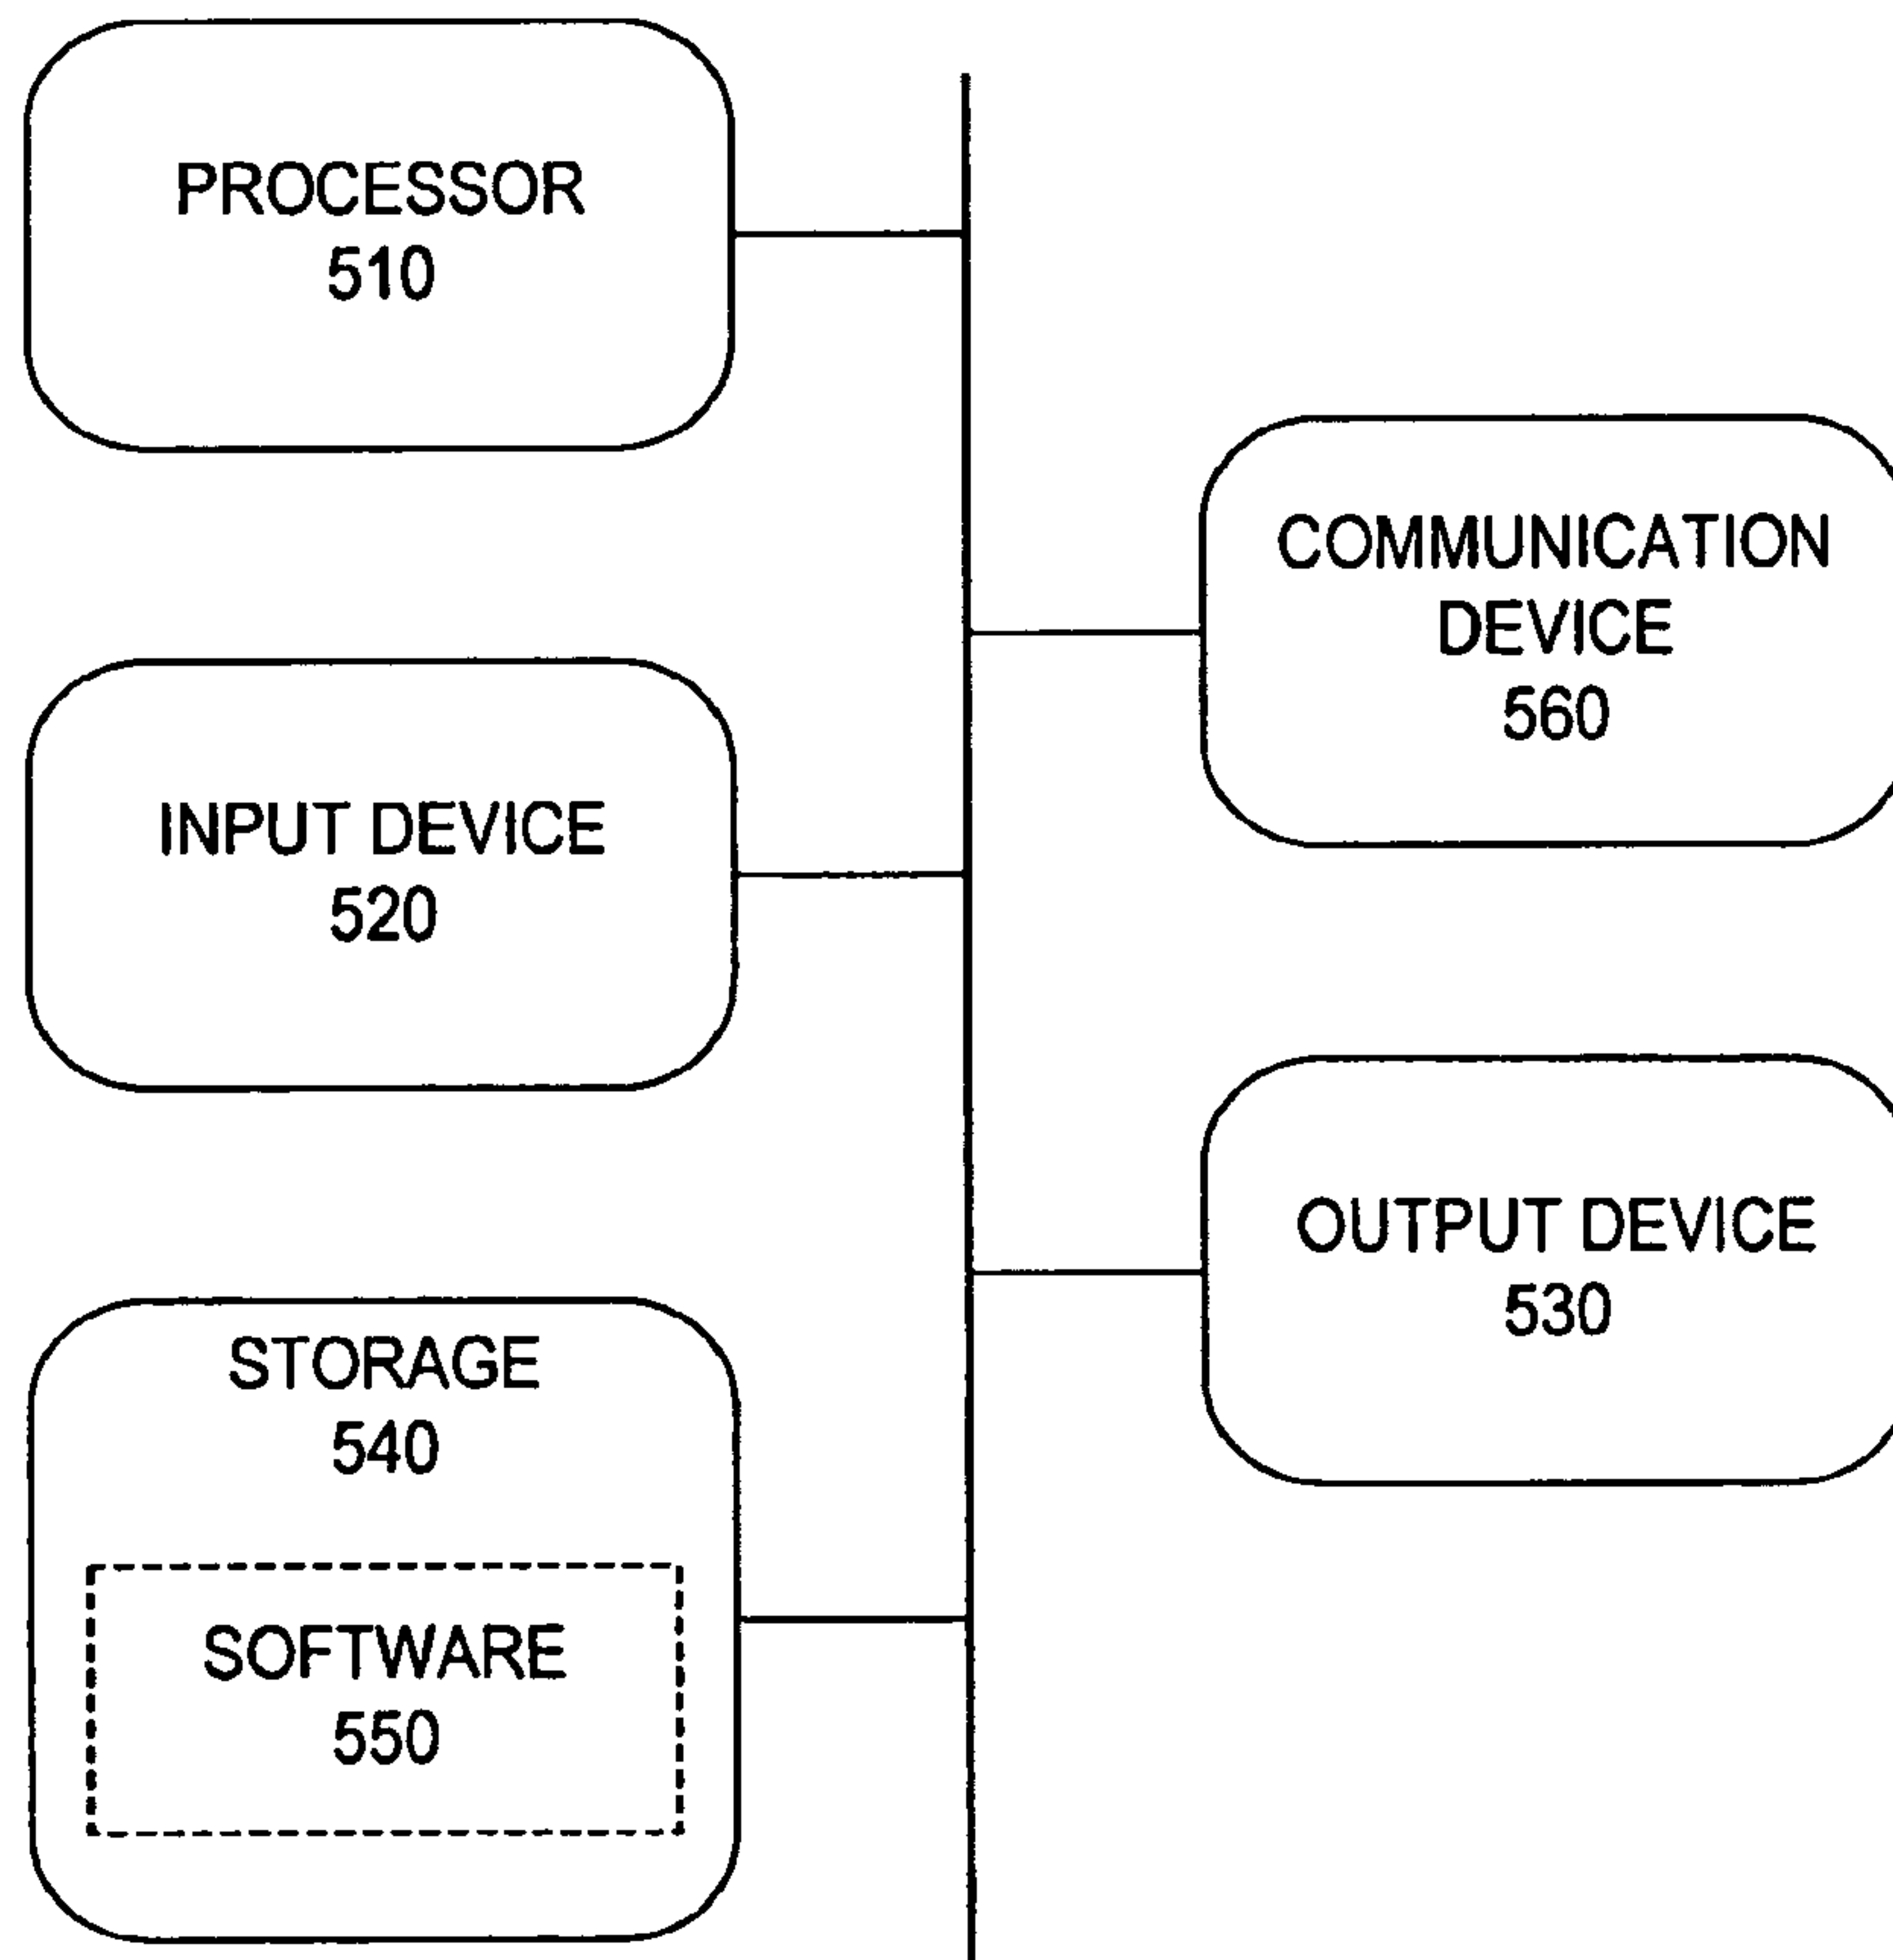 PROCESSOR
510
COMMUNICATION
DEVICE
560
INPUT DEVICE
520
OUTPUT DEVICE
530
STORAGE
540
SOFTWARE
550